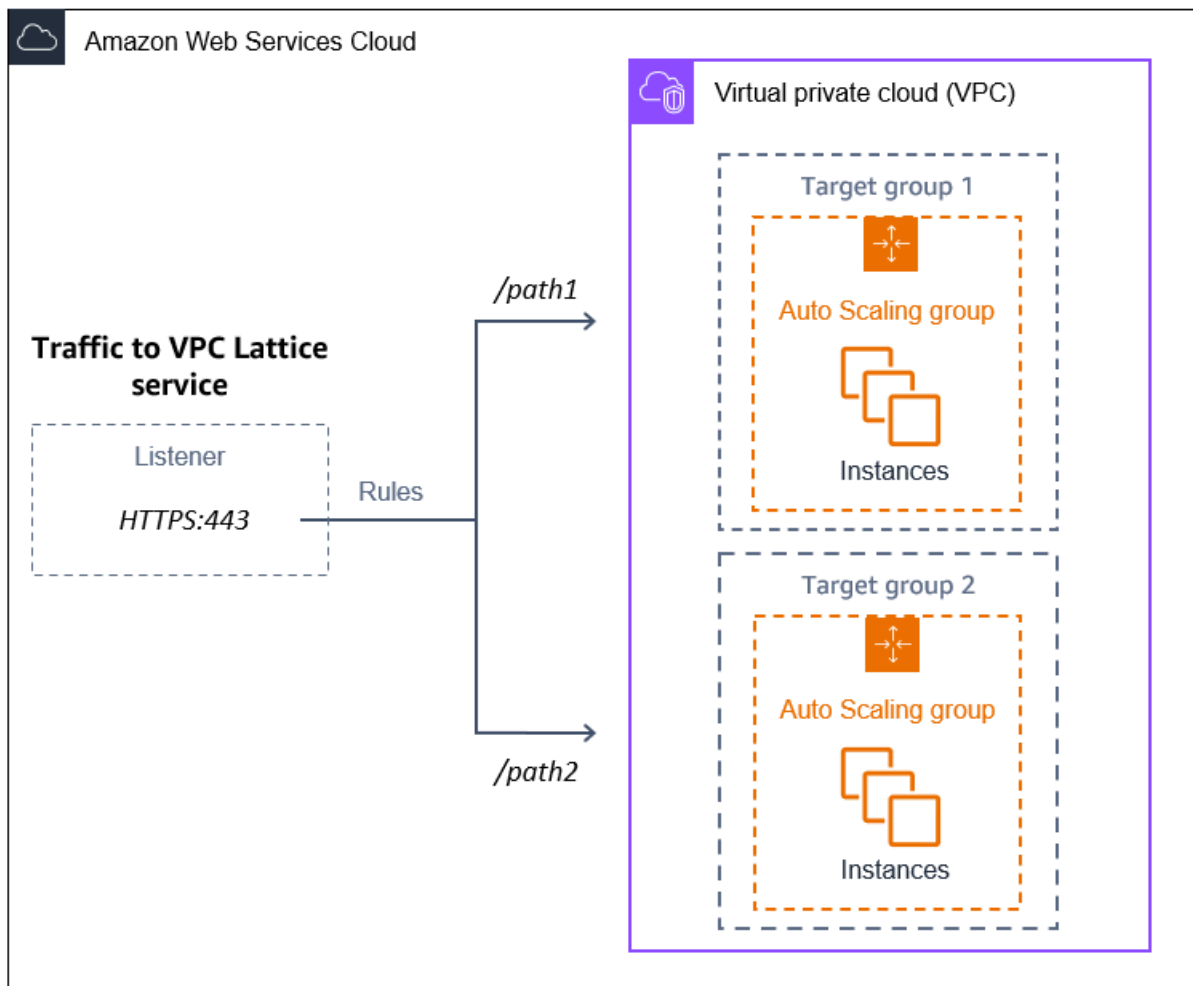 Amazon Web Services Cloud
Virtual private cloud (VPC)
Target group 1
Auto Scaling group
Instances
/path1
Traffic to VPC Lattice
service
Listener
HTTPS:443
Rules
/path2
Target group 2
Auto Scaling group
Instances